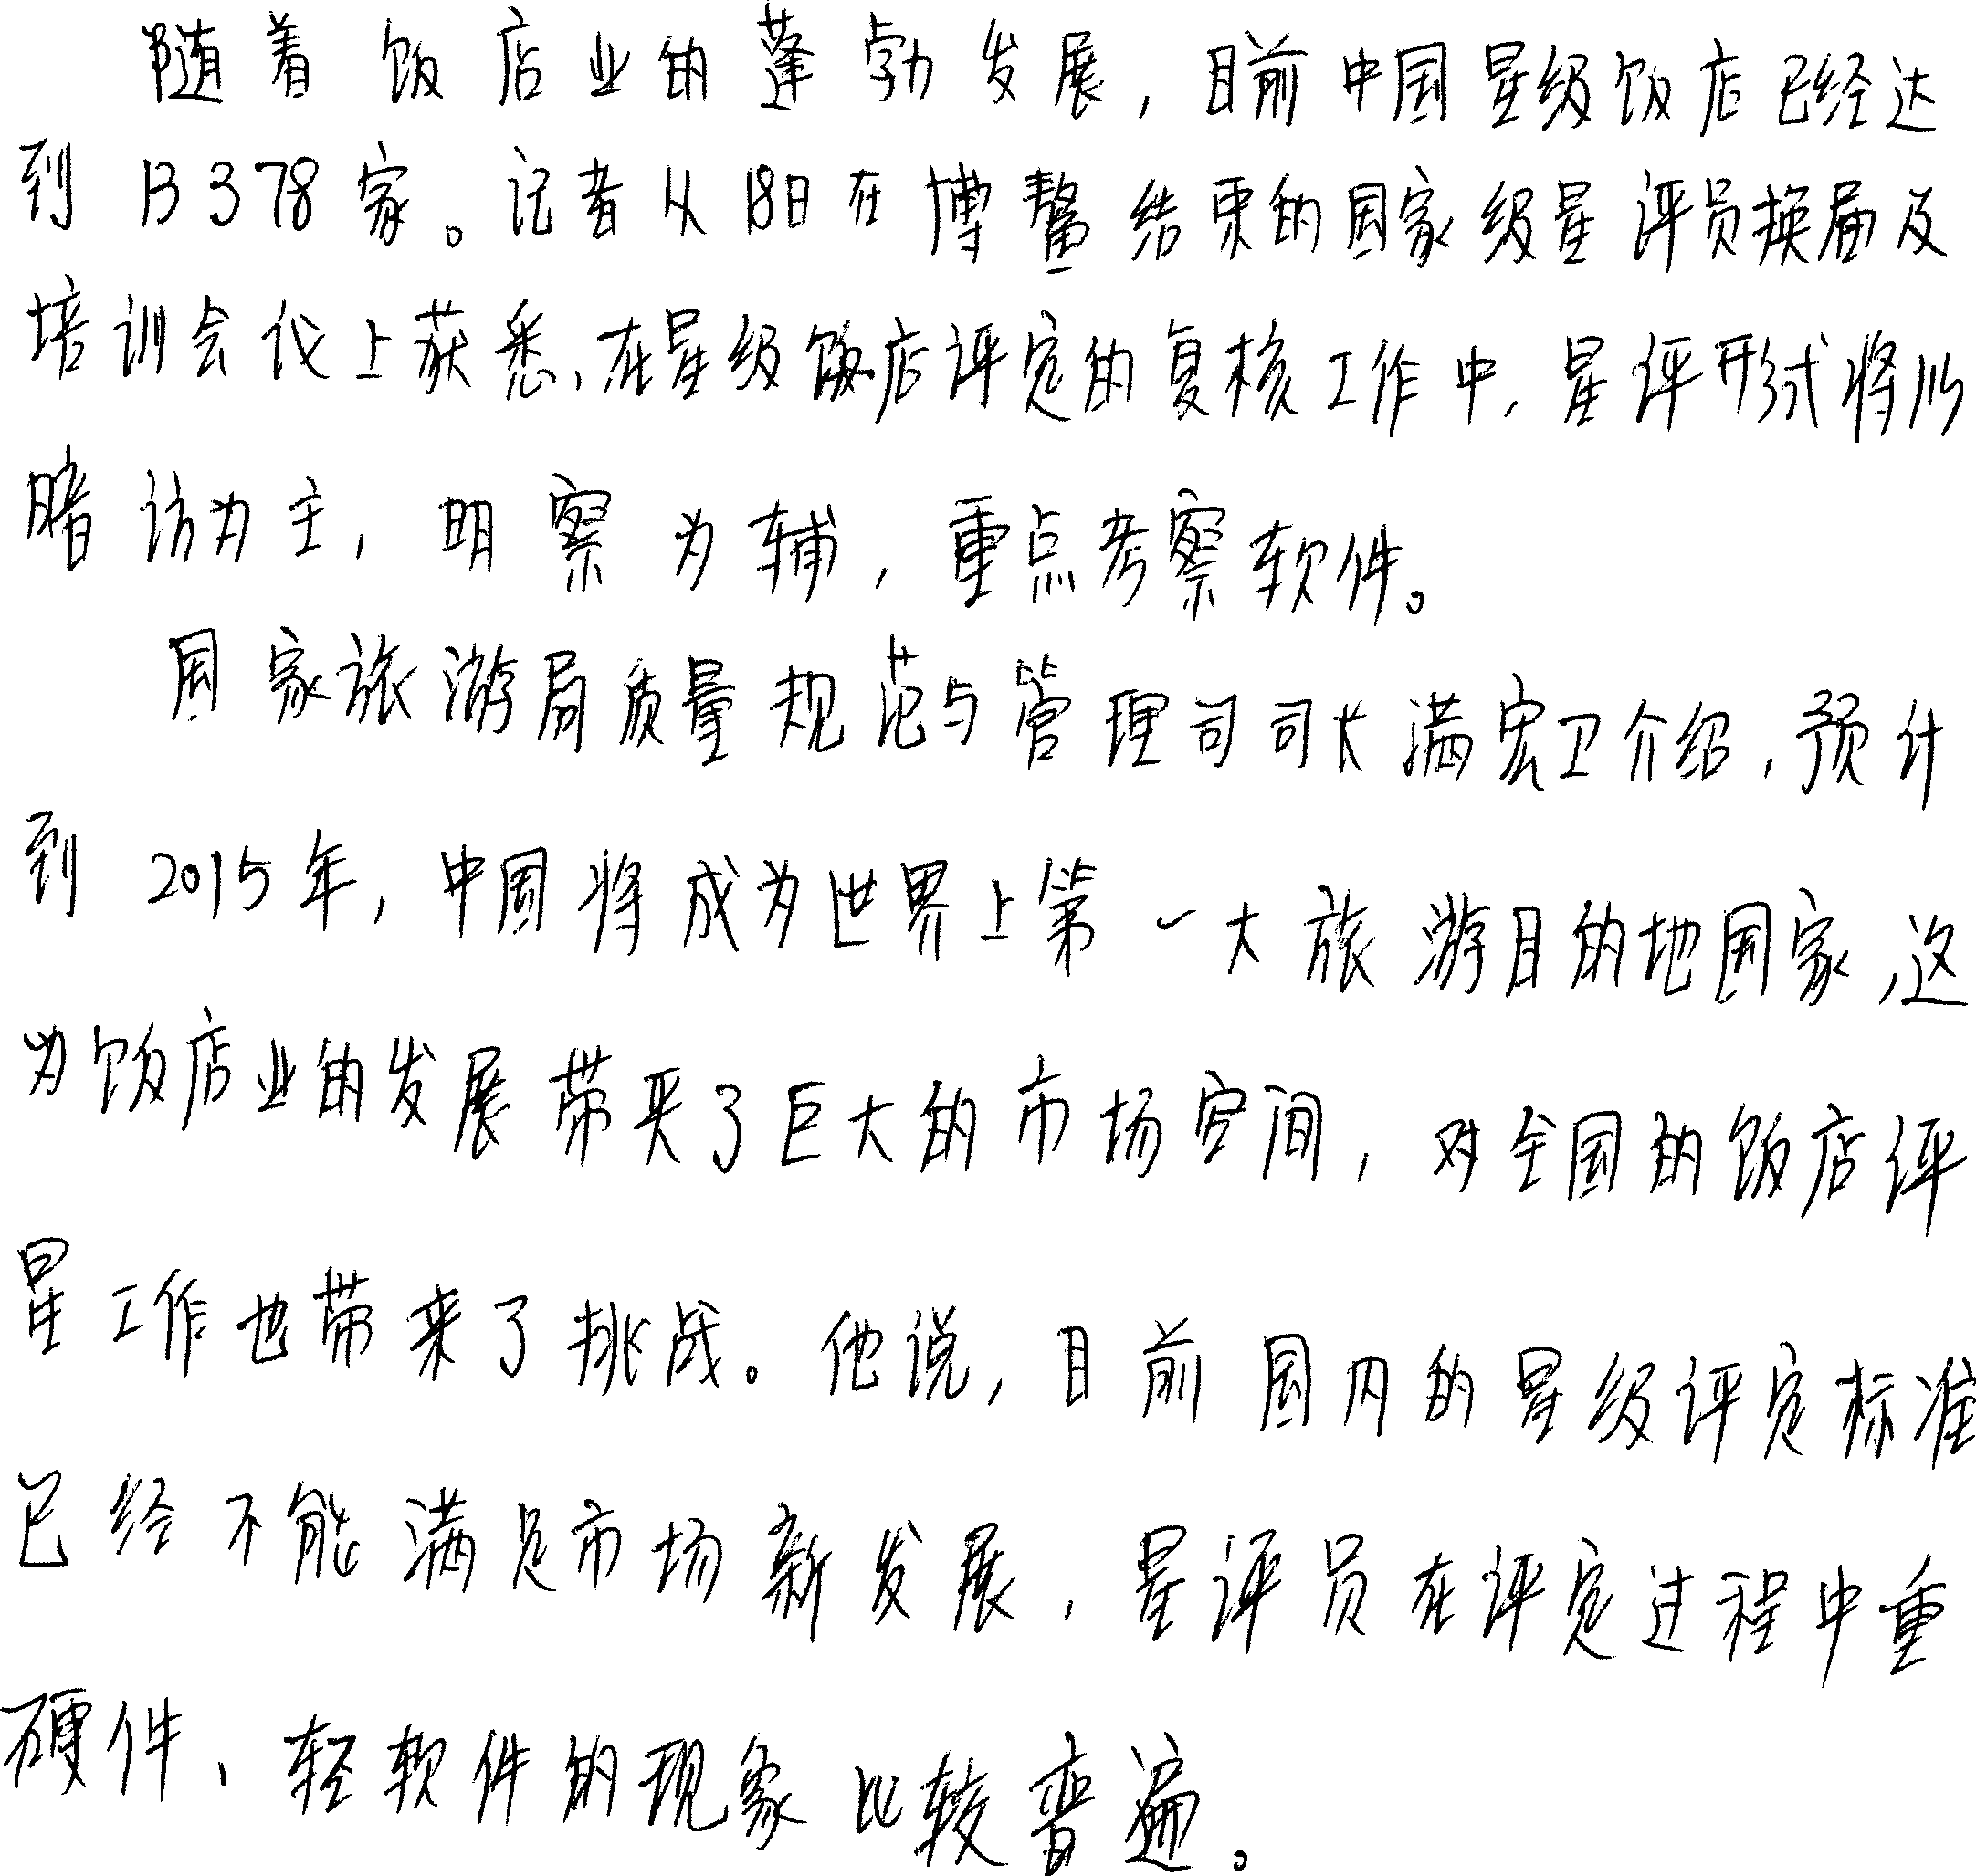 随着饭店业的蓬勃发展，目前中国星级饭店已经达
到13378家。记者从18日在博鳌结束的国家级星评员换届及
培训会议上获悉，在星级饭店评定的复核工作中，星评形式将以
暗访为主，明察为辅，重点考察软件。
国家旅游局质量规范与管理司司长满宏卫介绍，预计
到2015年，中国将成为世界上第一大旅游目的地国家，这
为饭店业的发展带来了巨大的市场空间，对全国的饭店评
星工作也带来了挑战。他说，目前国内的星级评定标准
已经不能满足市场新发展，星评员在评定过程中重
硬件、轻软件的现象比较普遍。